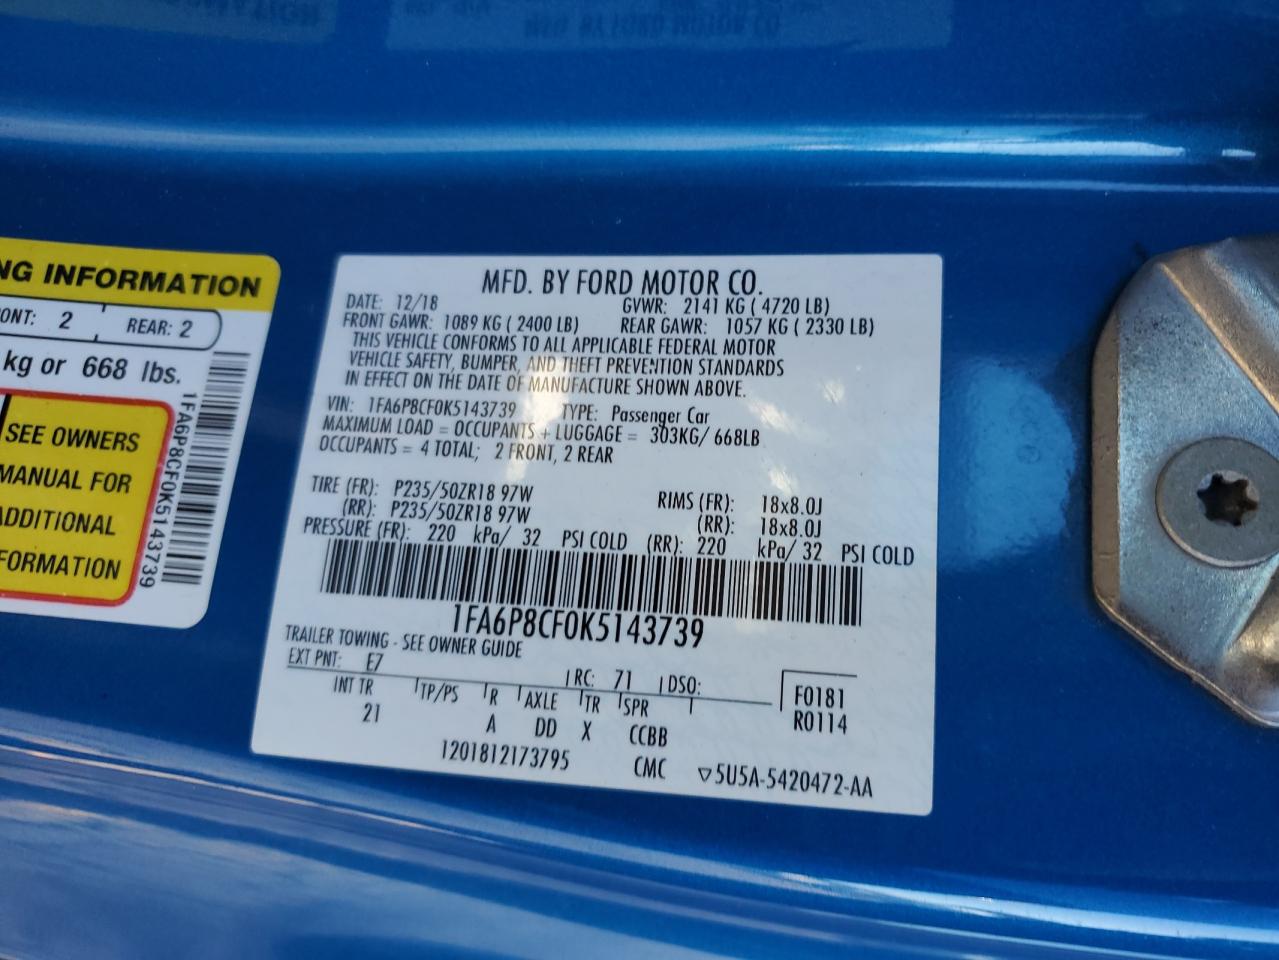 NG INFORMATION
ONT: 2 REAR: 2
kg or 668 lbs.
SEE OWNERS
MANUAL FOR
ADDITIONAL
FORMATION
1FA6P8CF0K5143739
MFD. BY FORD MOTOR CO.
DATE: 12/18 GVWR: 2141 KG ( 4720 LB)
FRONT GAWR: 1089 KG ( 2400 LB) REAR GAWR: 1057 KG ( 2330 LB)
THIS VEHICLE CONFORMS TO ALL APPLICABLE FEDERAL MOTOR
VEHICLE SAFETY, BUMPER, AND THEFT PREVENTION STANDARDS
IN EFFECT ON THE DATE OF MANUFACTURE SHOWN ABOVE.
VIN: 1FA6P8CF0K5143739 TYPE: Passenger Car
MAXIMUM LOAD = OCCUPANTS + LUGGAGE = 303KG/ 668LB
OCCUPANTS = 4 TOTAL; 2 FRONT, 2 REAR
TIRE (FR): P235/50ZR18 97W RIMS (FR): 18x8.0J
(RR): P235/50ZR18 97W (RR): 18x8.0J
PRESSURE (FR): 220 kPa/ 32 PSI COLD (RR): 220 kPa/ 32 PSI COLD
1FA6P8CF0K5143739
TRAILER TOWING - SEE OWNER GUIDE
EXT PNT: E7 RC: 71 DSO:
INT TR TP/PS R AXLE TR SPR F0181
21 A DD X CCBB R0114
1201812173795 CMC ▽5U5A-5420472-AA